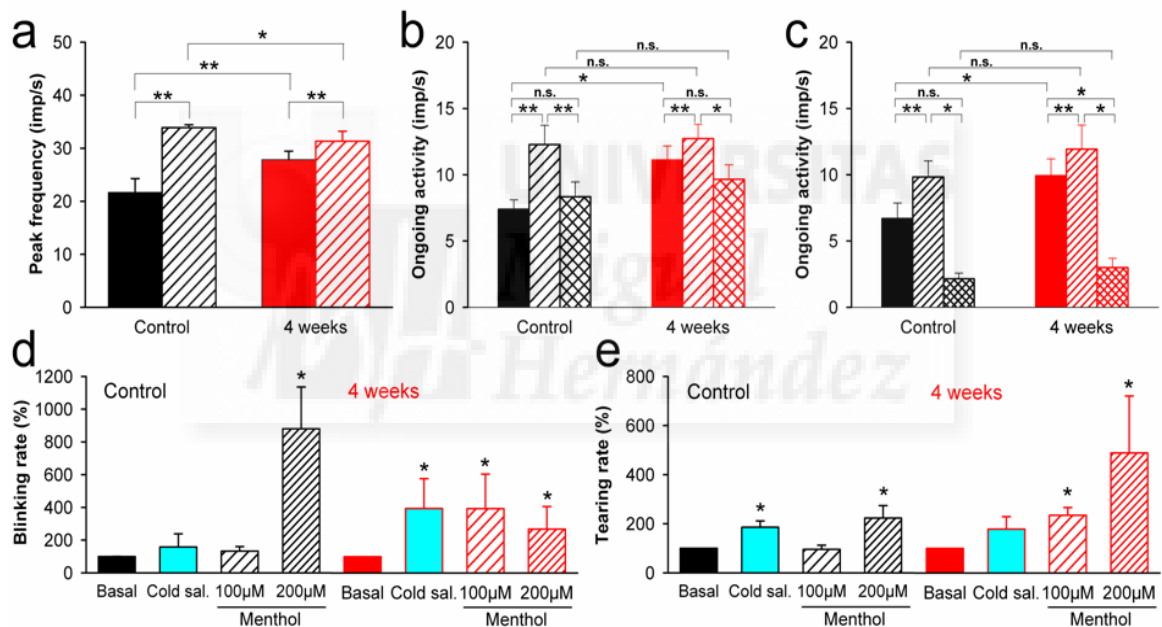 a
Peak frequency (imp/s)
50
40
30
20
10
0
*
**
**
**
Control
4 weeks
b
Ongoing activity (imp/s)
20
15
10
5
0
n.s.
n.s.
*
n.s.
n.s.
**
**
**
*
Control
4 weeks
c
Ongoing activity (imp/s)
20
15
10
5
0
n.s.
n.s.
*
n.s.
*
**
*
**
*
Control
4 weeks
UNIVERSITAS
Miguel
Hernández
d
Blinking rate (%)
1200
1000
800
600
400
200
0
Control
4 weeks
*
*
*
*
Basal Cold sal. 100µM 200µM Basal Cold sal. 100µM 200µM
Menthol Menthol
e
Tearing rate (%)
800
600
400
200
0
Control
4 weeks
*
*
*
*
Basal Cold sal. 100µM 200µM Basal Cold sal. 100µM 200µM
Menthol Menthol